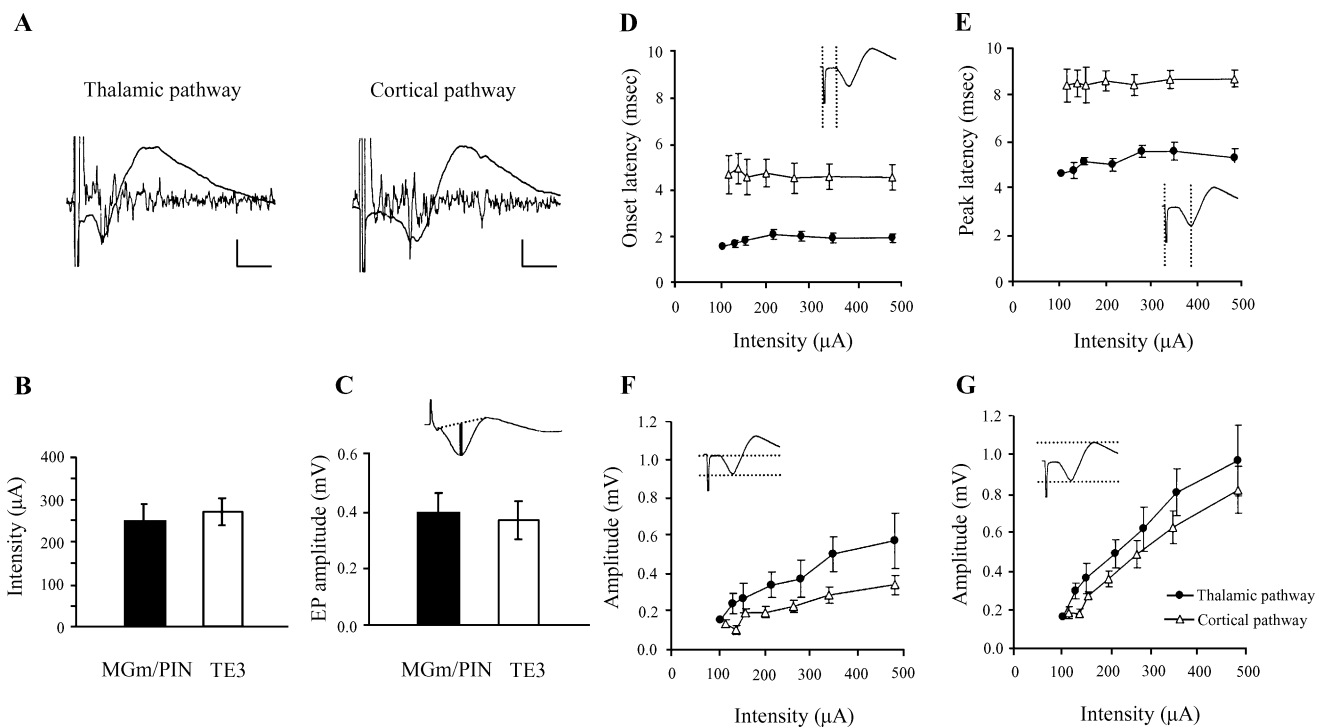 A
Thalamic pathway
Cortical pathway
B
Intensity (µA)
400
300
200
100
0
MGm/PIN
TE3
C
EP amplitude (mV)
0.6
0.4
0.2
0.0
MGm/PIN
TE3
D
Onset latency (msec)
10
8
6
4
2
0
0
100
200
300
400
500
Intensity (µA)
E
Peak latency (msec)
10
8
6
4
2
0
0
100
200
300
400
500
Intensity (µA)
F
Amplitude (mV)
1.2
1.0
0.8
0.6
0.4
0.2
0.0
0
100
200
300
400
500
Intensity (µA)
G
Amplitude (mV)
1.2
1.0
0.8
0.6
0.4
0.2
0.0
0
100
200
300
400
500
Intensity (µA)
Thalamic pathway
Cortical pathway